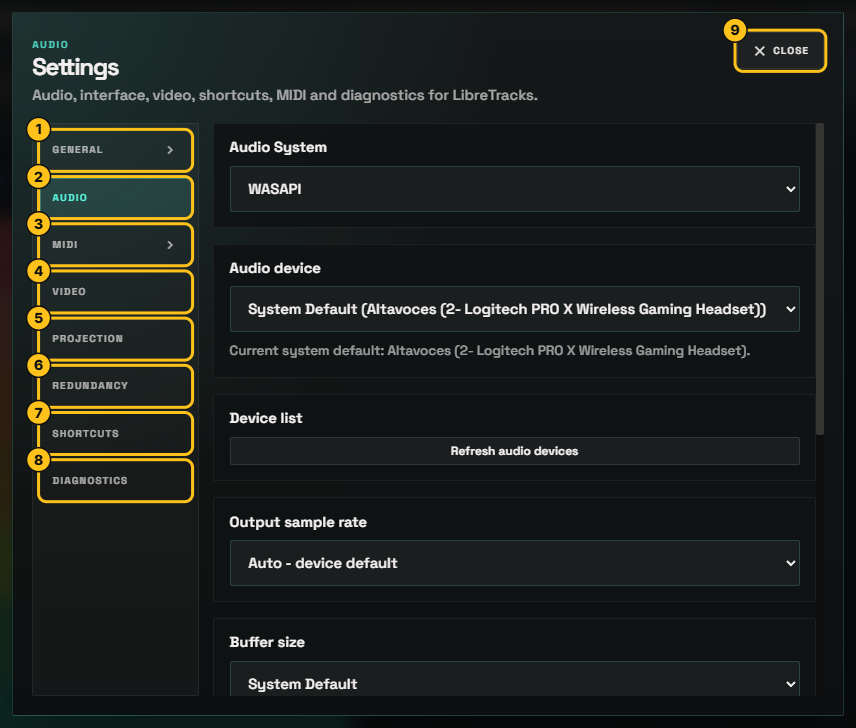 AUDIO
Settings
Audio, interface, video, shortcuts, MIDI and diagnostics for LibreTracks.
9
CLOSE
1
GENERAL
2
AUDIO
3
MIDI
4
VIDEO
5
PROJECTION
6
REDUNDANCY
7
SHORTCUTS
8
DIAGNOSTICS
Audio System
WASAPI
Audio device
System Default (Altavoces (2- Logitech PRO X Wireless Gaming Headset))
Current system default: Altavoces (2- Logitech PRO X Wireless Gaming Headset).
Device list
Refresh audio devices
Output sample rate
Auto - device default
Buffer size
System Default